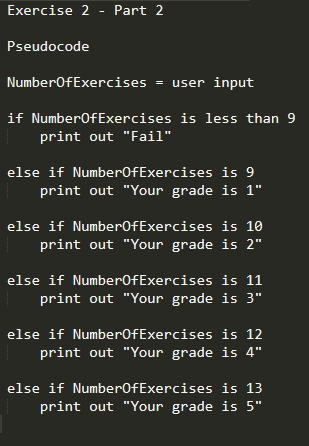 Exercise 2 - Part 2
Pseudocode
NumberOfExercises = user input
if NumberOfExercises is less than 9
print out "Fail"
else if NumberOfExercises is 9
print out "Your grade is 1"
else if NumberOfExercises is 10
print out "Your grade is 2"
else if NumberOfExercises is 11
print out "Your grade is 3"
else if NumberOfExercises is 12
print out "Your grade is 4"
else if NumberOfExercises is 13
print out "Your grade is 5"